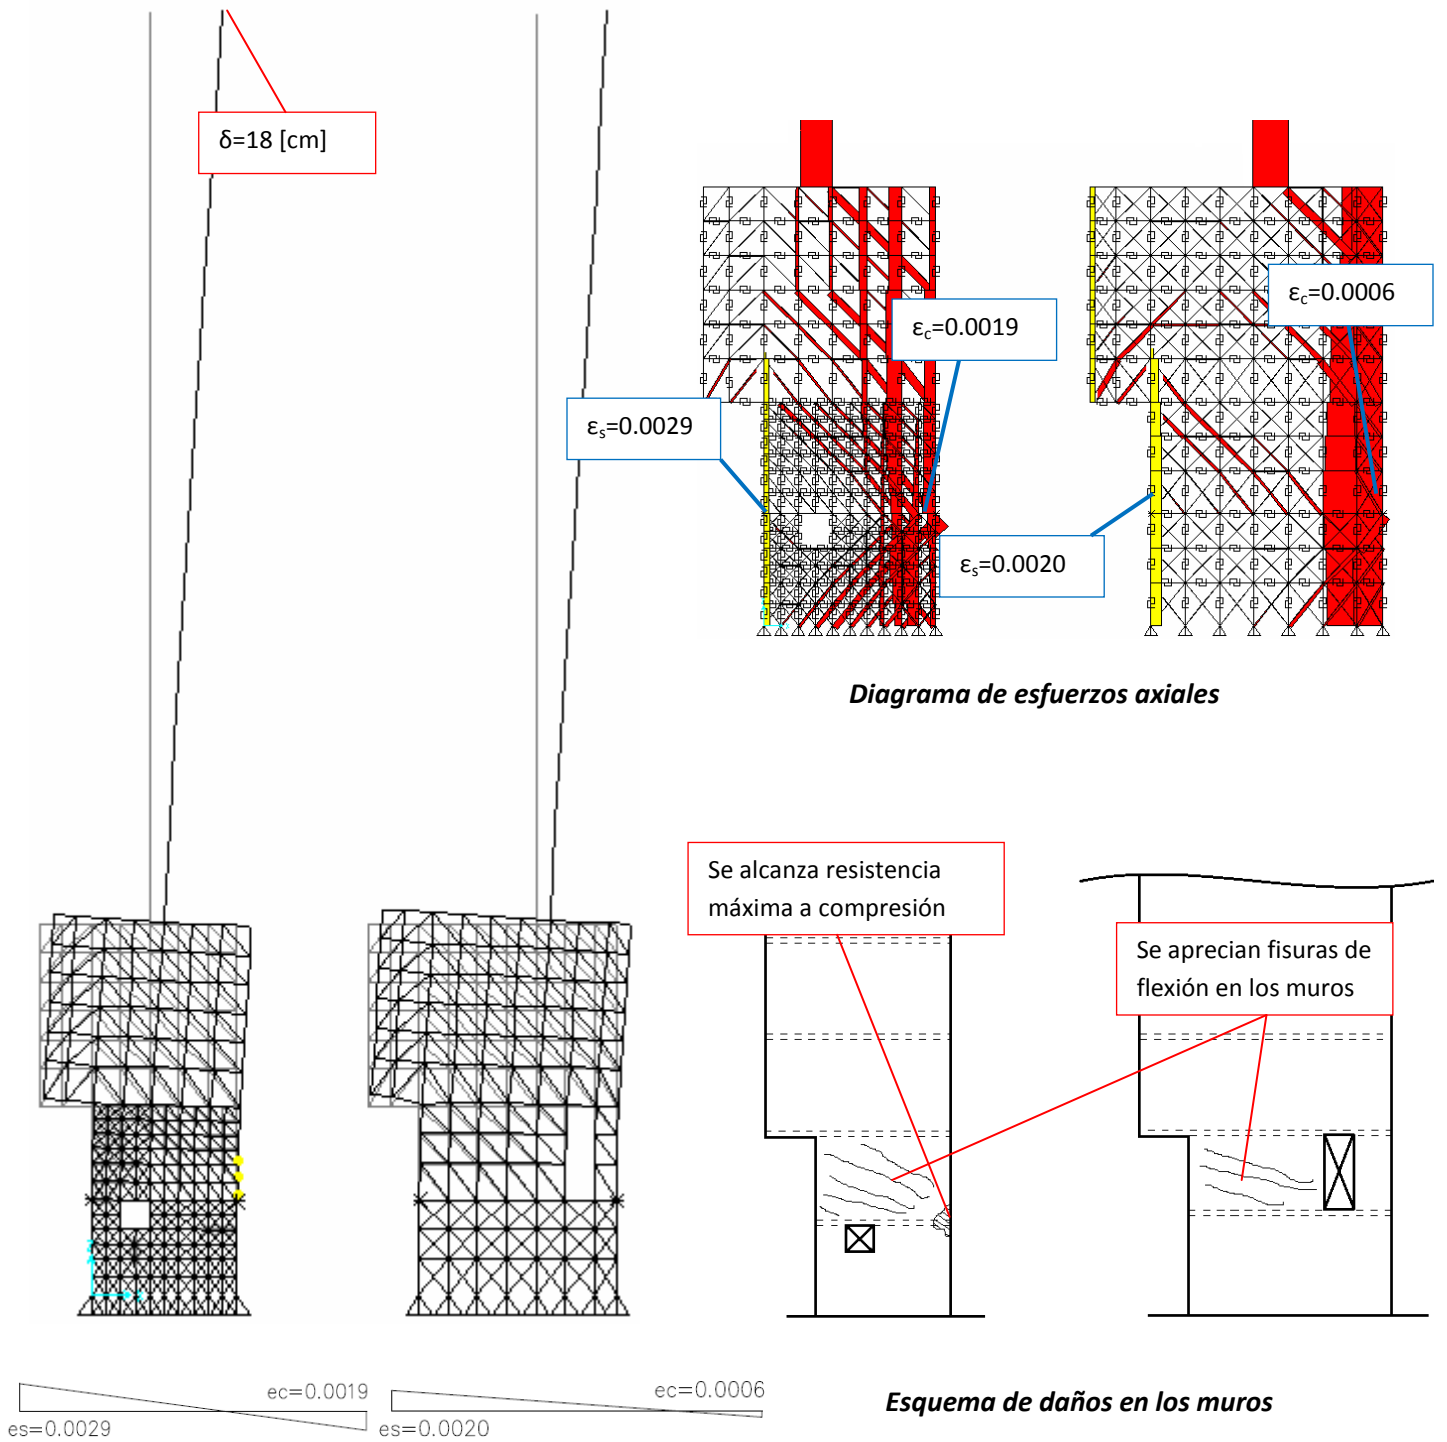 δ=18 [cm]
εs=0.0029
εc=0.0019
εs=0.0020
εc=0.0006
Diagrama de esfuerzos axiales
Se alcanza resistencia
máxima a compresión
Se aprecian fisuras de
flexión en los muros
ec=0.0019
es=0.0029
ec=0.0006
es=0.0020
Esquema de daños en los muros